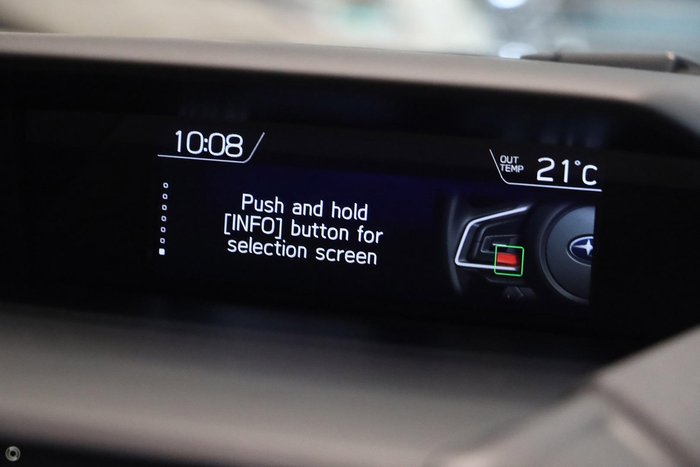 10:08
OUT
TEMP
21°C
Push and hold
[INFO] button for
selection screen